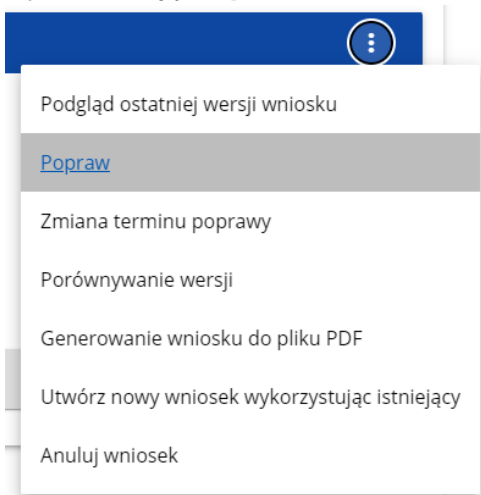 Podgląd ostatniej wersji wniosku
Popraw
Zmiana terminu poprawy
Porównywanie wersji
Generowanie wniosku do pliku PDF
Utwórz nowy wniosek wykorzystując istniejący
Anuluj wniosek